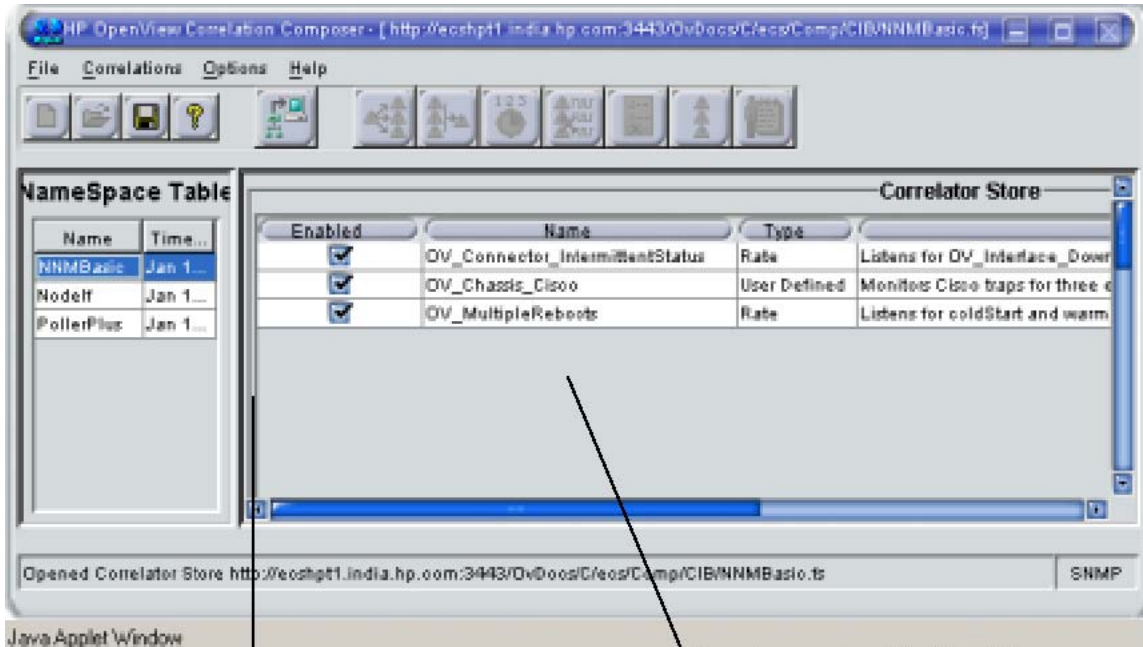 HP OpenView Correlation Composer - [ http://ecshpt1.india.hp.com:3443/OvDocs/C/ecs/Comp/CIB/NNMBasic.fs]
File Correlations Options Help
NameSpace Table
Name Time...
NNMBasic Jan 1...
NodeIf Jan 1...
PollerPlus Jan 1...
Correlator Store
Enabled Name Type
OV_Connector_IntermittentStatus Rate Listens for OV_Interface_Down
OV_Chassis_Cisco User Defined Monitors Cisco traps for three
OV_MultipleReboots Rate Listens for coldStart and warm
Opened Correlator Store http://ecshpt1.india.hp.com:3443/OvDocs/C/ecs/Comp/CIB/NNMBasic.fs SNMP
Java Applet Window